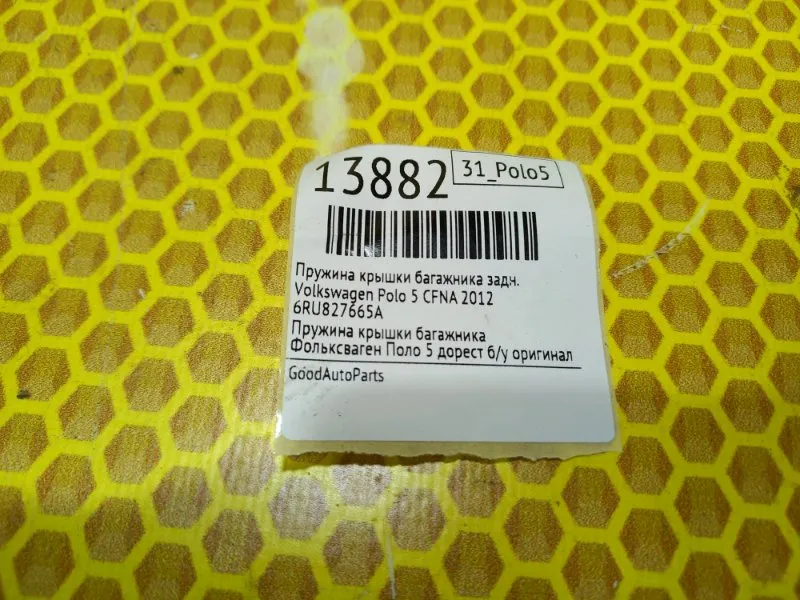 13882
31_Polo5
Пружина крышки багажника задн.
Volkswagen Polo 5 CFNA 2012
6RU827665A
Пружина крышки багажника
Фольксваген Поло 5 дорест б/у оригинал
GoodAutoParts